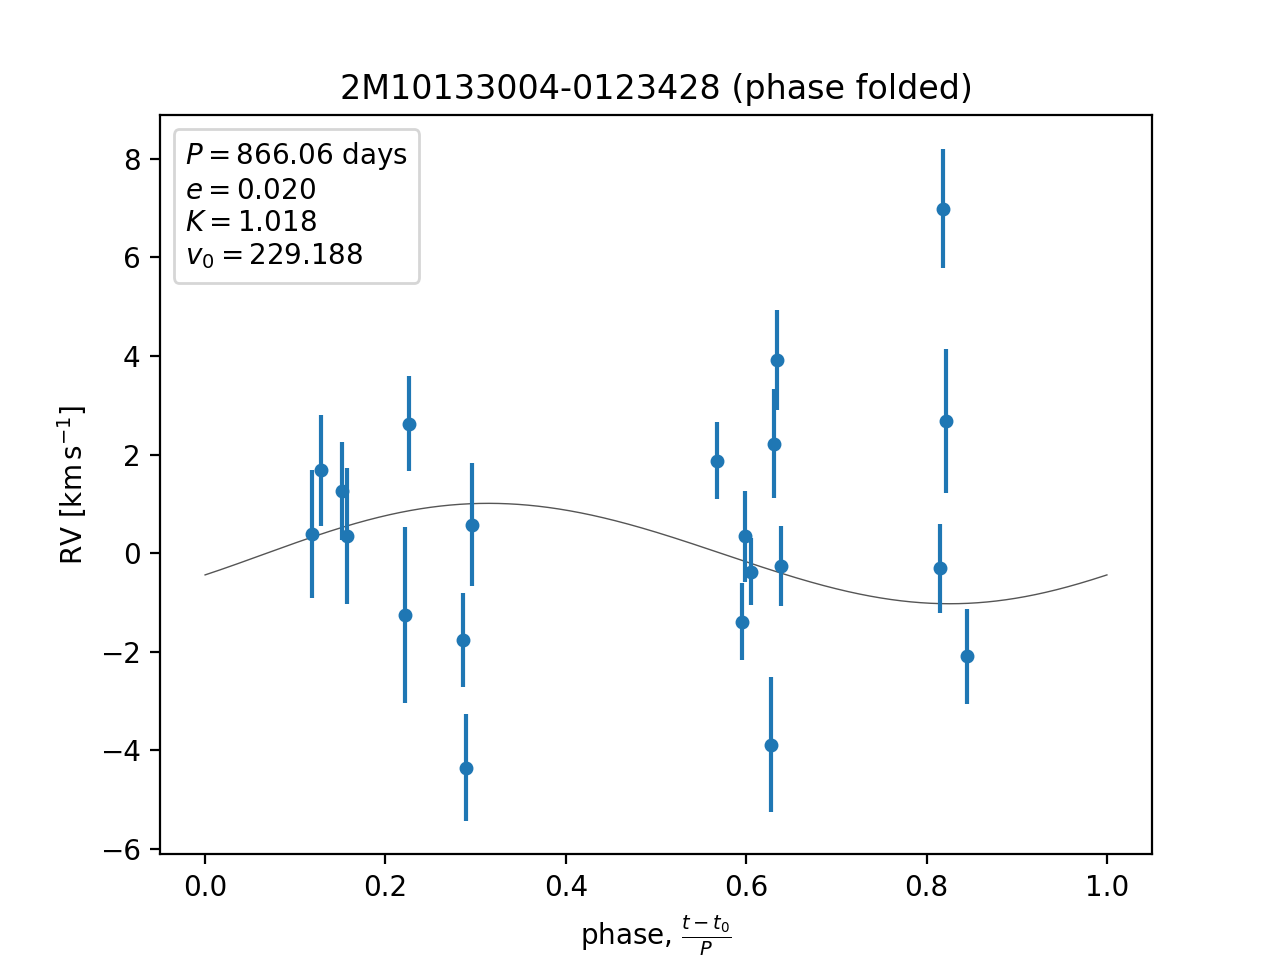 2M10133004-0123428 (phase folded)
P = 866.06 days
e = 0.020
K = 1.018
v₀ = 229.188
8
6
4
2
0
−2
−4
−6
RV [km s⁻¹]
0.0 0.2 0.4 0.6 0.8 1.0
phase, (t − t₀)/P